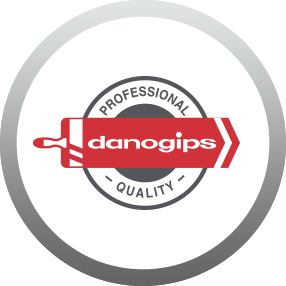 PROFESSIONAL
danogips
- QUALITY -